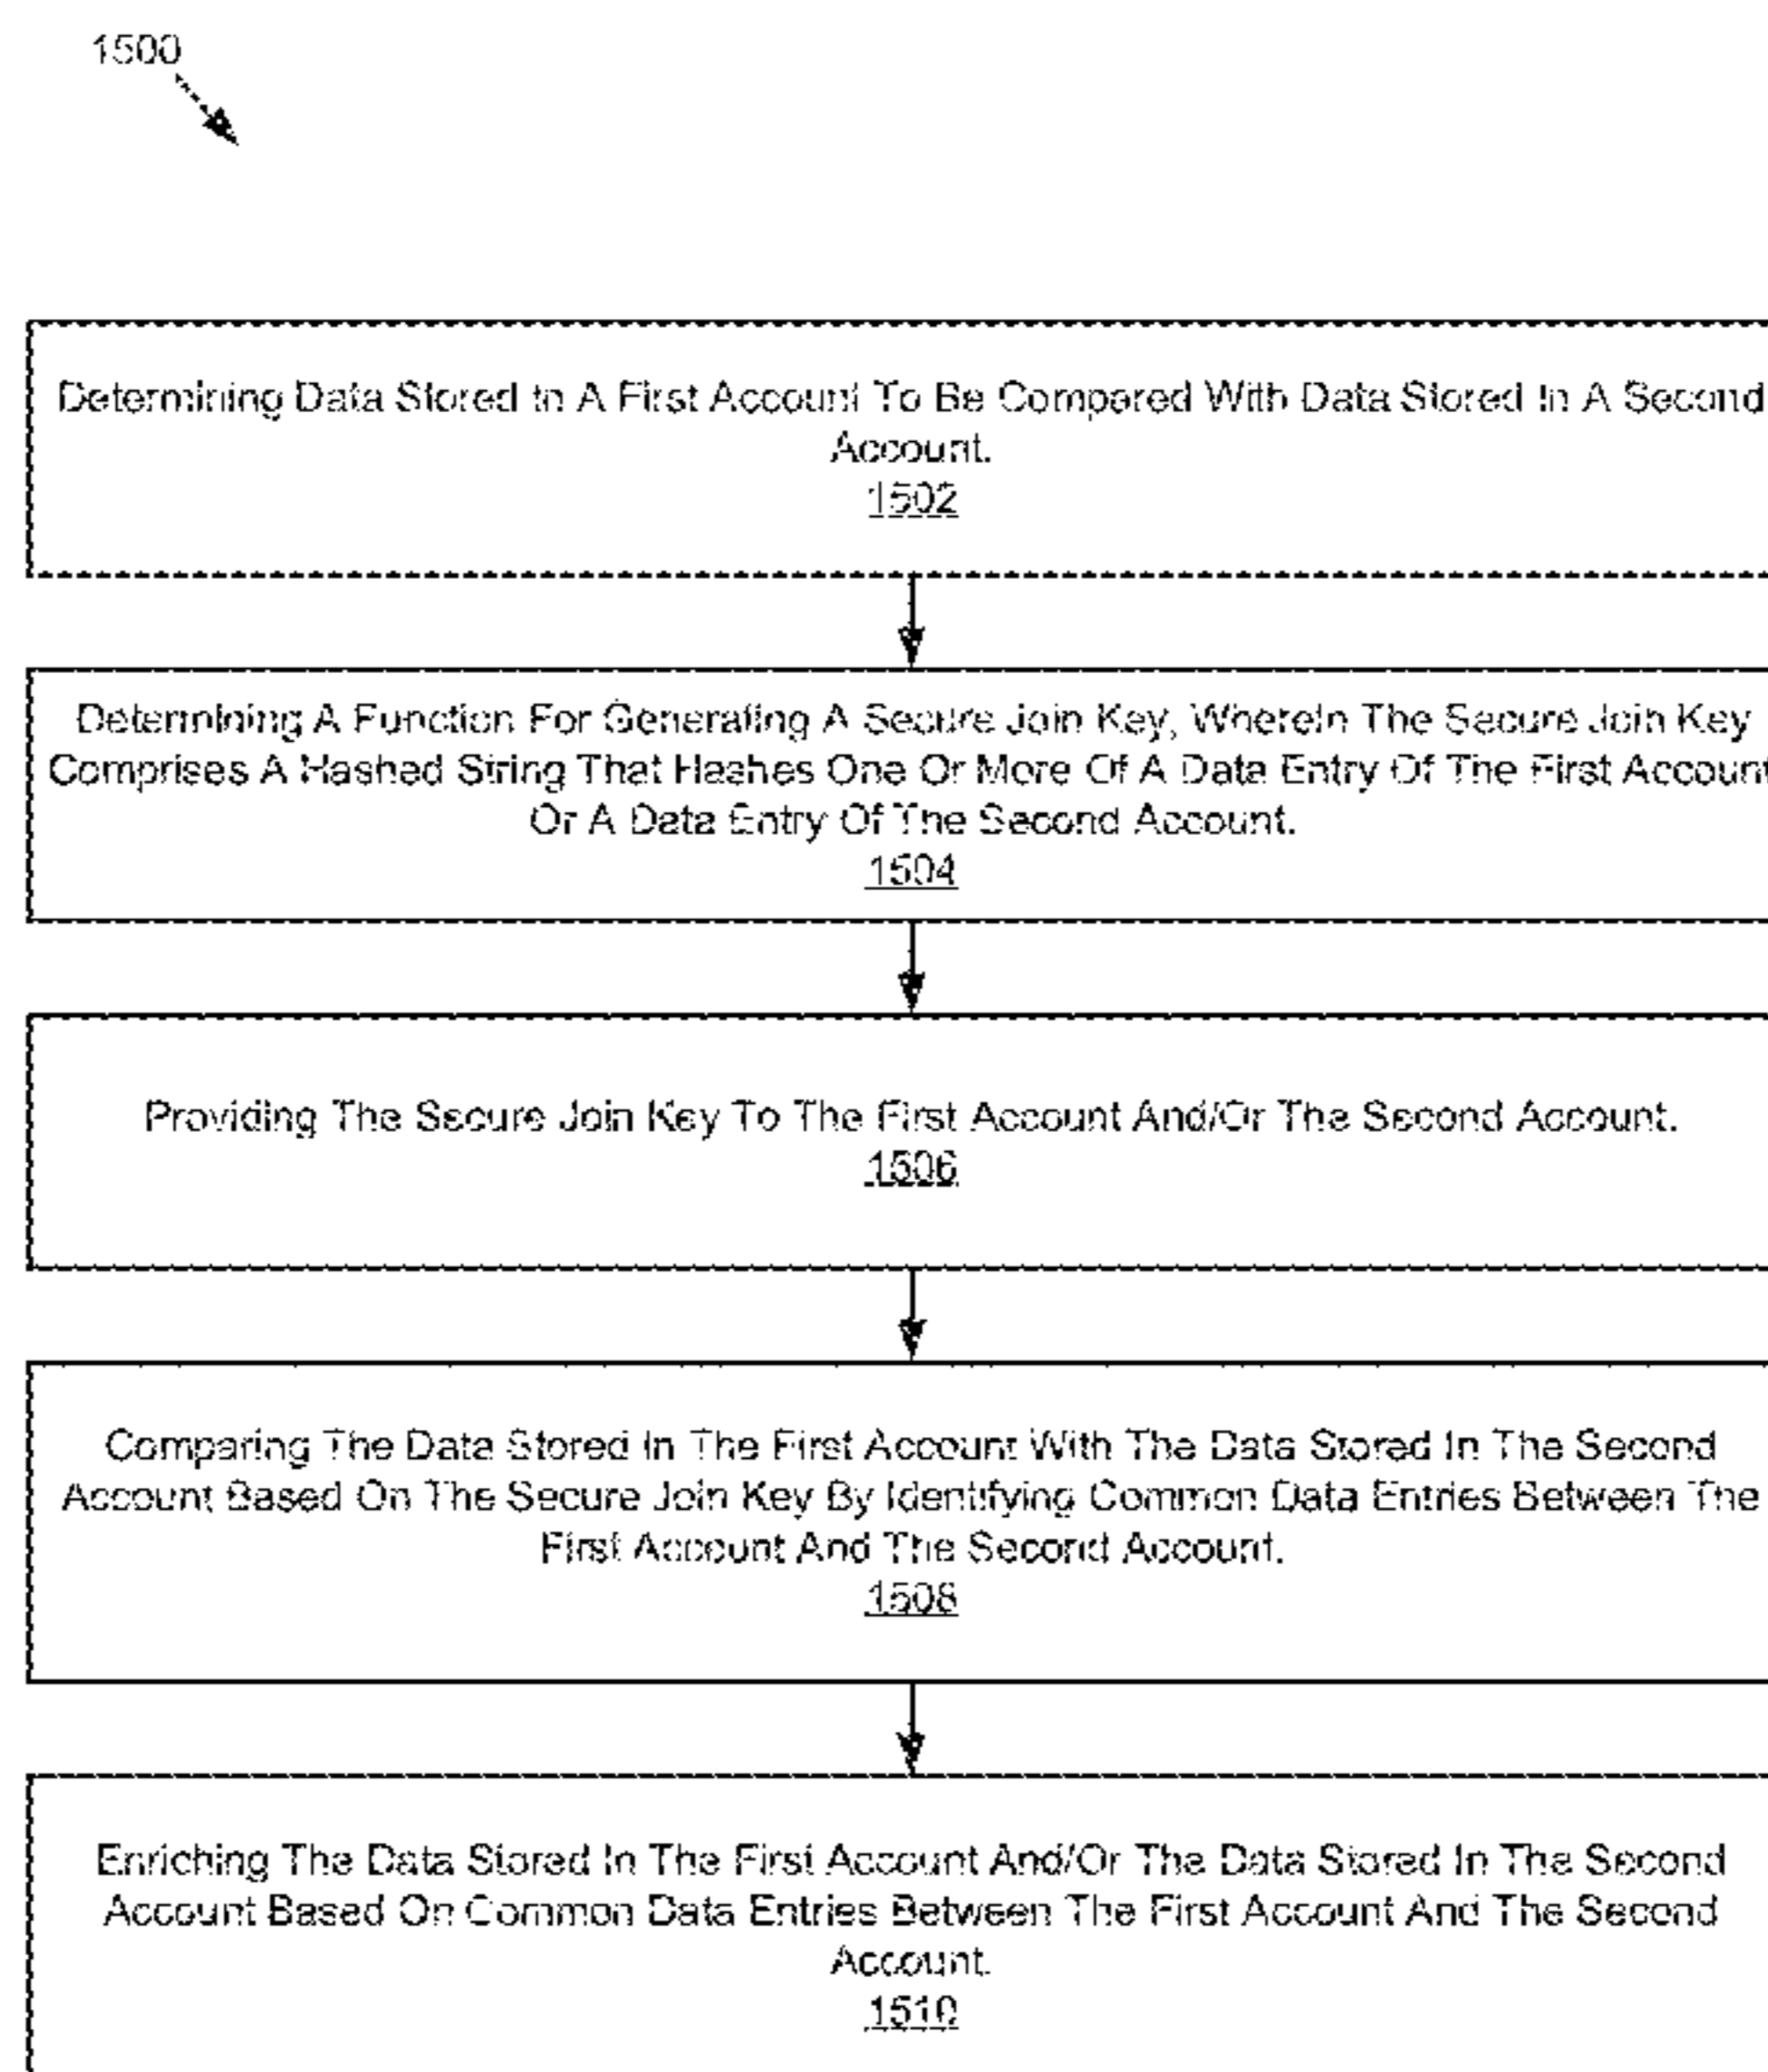 1500
Determining Data Stored In A First Account To Be Compared With Data Stored In A Second
Account.
1502
Determining A Function For Generating A Secure Join Key, Wherein The Secure Join Key
Comprises A Hashed String That Hashes One Or More Of A Data Entry Of The First Account
Or A Data Entry Of The Second Account.
1504
Providing The Secure Join Key To The First Account And/Or The Second Account.
1506
Comparing The Data Stored In The First Account With The Data Stored In The Second
Account Based On The Secure Join Key By Identifying Common Data Entries Between The
First Account And The Second Account.
1508
Enriching The Data Stored In The First Account And/Or The Data Stored In The Second
Account Based On Common Data Entries Between The First Account And The Second
Account.
1510